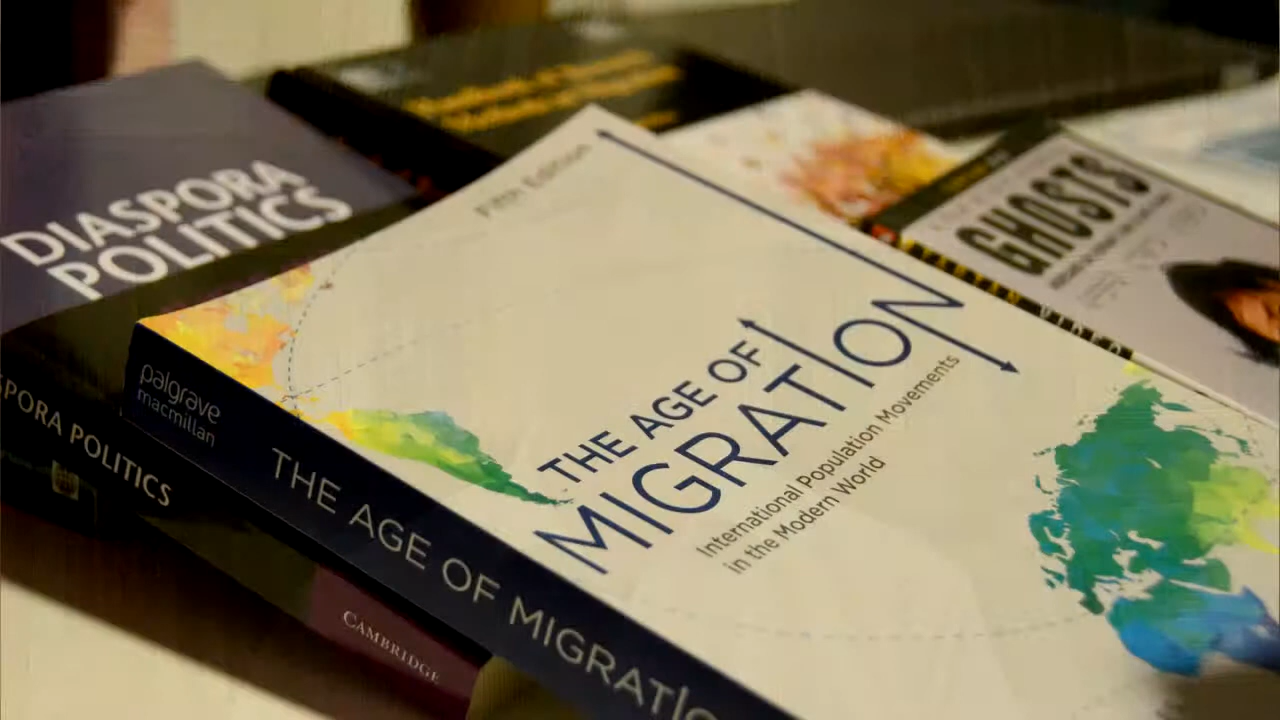 DIASPORA
POLITICS
Fifth Edition
THE AGE OF
MIGRATION
International Population Movements
in the Modern World
palgrave
macmillan
THE AGE OF MIGRATIO
SPORA POLITICS
CAMBRIDGE
GHOSTS